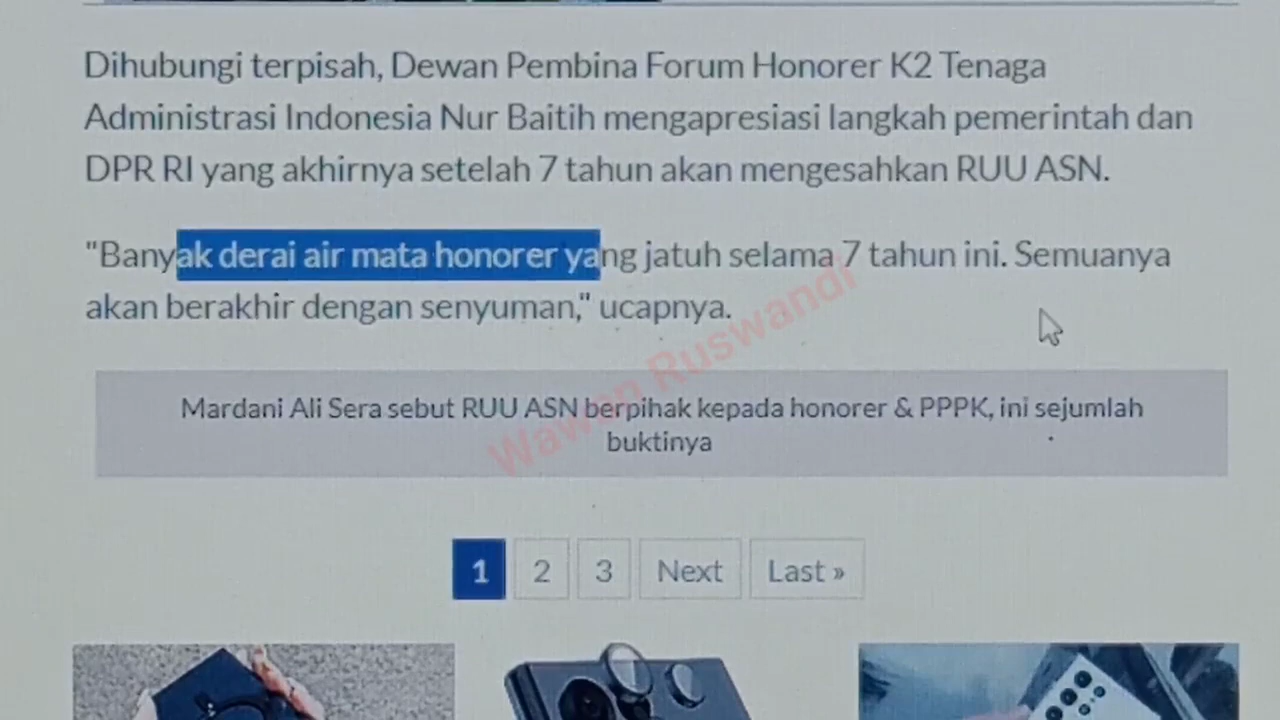 Dihubungi terpisah, Dewan Pembina Forum Honorer K2 Tenaga
Administrasi Indonesia Nur Baitih mengapresiasi langkah pemerintah dan
DPR RI yang akhirnya setelah 7 tahun akan mengesahkan RUU ASN.
"Banyak derai air mata honorer yang jatuh selama 7 tahun ini. Semuanya
akan berakhir dengan senyuman," ucapnya.
Wawan Ruswandi
Mardani Ali Sera sebut RUU ASN berpihak kepada honorer & PPPK, ini sejumlah
buktinya
1 2 3 Next Last »